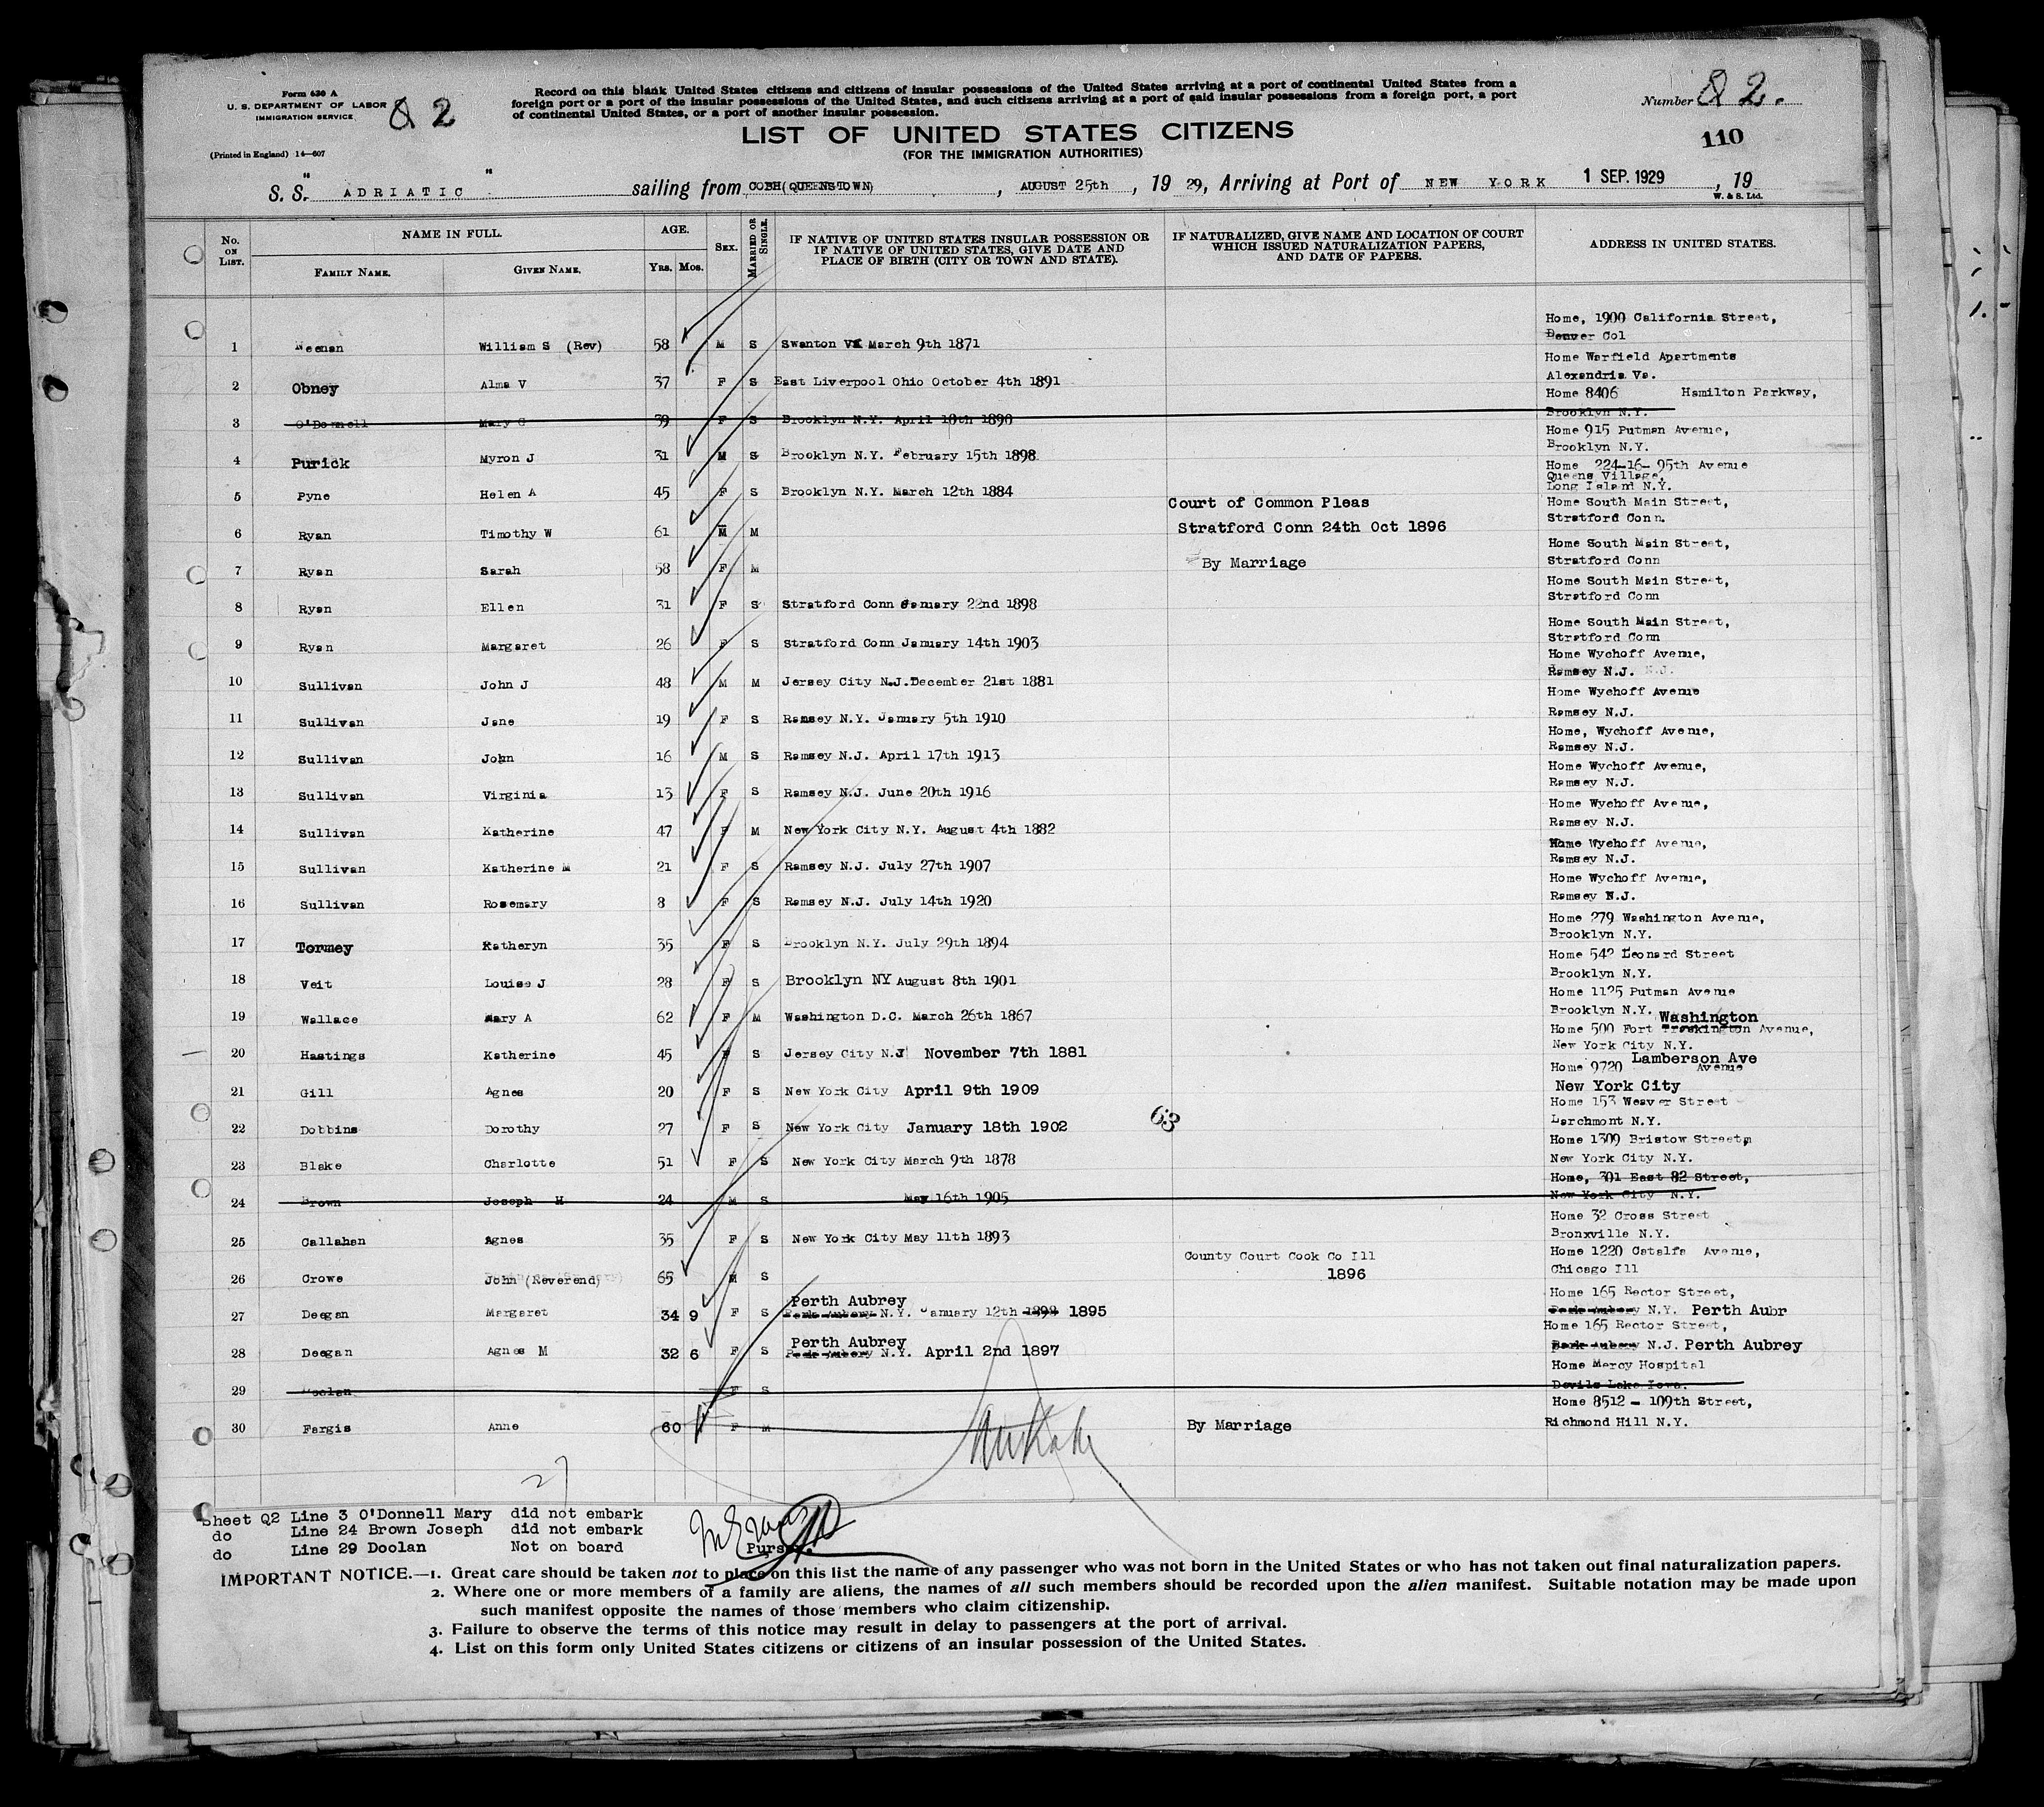 Form 630 A
U. S. DEPARTMENT OF LABOR
IMMIGRATION SERVICE
Q 2
(Printed in England) 14—607
Record on this blank United States citizens and citizens of insular possessions of the United States arriving at a port of continental United States from a
foreign port or a port of the insular possessions of the United States, and such citizens arriving at a port of said insular possessions from a foreign port, a port
of continental United States, or a port of another insular possession.
Number Q 2.
110
LIST OF UNITED STATES CITIZENS
(FOR THE IMMIGRATION AUTHORITIES)
S. S. "ADRIATIC" sailing from COBH(QUEENSTOWN), AUGUST 25th, 19 29, Arriving at Port of NEW YORK 1 SEP. 1929, 19
W. & S. Ltd.
No. ON LIST. NAME IN FULL. FAMILY NAME. GIVEN NAME. AGE. YRS. MOS. SEX. MARRIED OR SINGLE. IF NATIVE OF UNITED STATES INSULAR POSSESSION OR IF NATIVE OF UNITED STATES, GIVE DATE AND PLACE OF BIRTH (CITY OR TOWN AND STATE). IF NATURALIZED, GIVE NAME AND LOCATION OF COURT WHICH ISSUED NATURALIZATION PAPERS, AND DATE OF PAPERS. ADDRESS IN UNITED STATES.
1 Neenan William S (Rev) 58 M S Swanton March 9th 1871 Home, 1900 California Street, Denver Col
2 Obney Alma V 37 F S East Liverpool Ohio October 4th 1891 Home Warfield Apartments Alexandria Va.
3 O'Donnell Mary C 39 F S Brooklyn N.Y. April 18th 1890 Home 8406 Hamilton Parkway, Brooklyn N.Y.
4 Purick Myron J 31 M S Brooklyn N.Y. February 15th 1898 Home 915 Putman Avenue, Brooklyn N.Y.
5 Pyne Helen A 45 F S Brooklyn N.Y. March 12th 1884 Home 224-16- 95th Avenue Queens Village, Long Island N.Y.
6 Ryan Timothy W 61 M M Court of Common Pleas Stratford Conn 24th Oct 1896 Home South Main Street, Stratford Conn.
7 Ryan Sarah 58 F M By Marriage Home South Main Street, Stratford Conn
8 Ryan Ellen 31 F S Stratford Conn January 22nd 1898 Home South Main Street, Stratford Conn
9 Ryan Margaret 26 F S Stratford Conn January 14th 1903 Home South Main Street, Stratford Conn
10 Sullivan John J 48 M M Jersey City N.J. December 21st 1881 Home Wychoff Avenue, Ramsey N.J.
11 Sullivan Jane 19 F S Ramsey N.Y. January 5th 1910 Home Wychoff Avenue Ramsey N.J.
12 Sullivan John 16 M S Ramsey N.J. April 17th 1913 Home, Wychoff Avenue, Ramsey N.J.
13 Sullivan Virginia 13 F S Ramsey N.J. June 20th 1916 Home Wychoff Avenue, Ramsey N.J.
14 Sullivan Katherine 47 F M New York City N.Y. August 4th 1882 Home Wychoff Avenue, Ramsey N.J.
15 Sullivan Katherine M 21 F S Ramsey N.J. July 27th 1907 Home Wychoff Avenue, Ramsey N.J.
16 Sullivan Rosemary 8 F S Ramsey N.J. July 14th 1920 Home Wychoff Avenue, Ramsey N.J.
17 Tormey Katheryn 35 F S Brooklyn N.Y. July 29th 1894 Home 279 Washington Avenue, Brooklyn N.Y.
18 Veit Louise J 28 F S Brooklyn NY August 8th 1901 Home 542 Leonard Street Brooklyn N.Y.
19 Wallace Mary A 62 F M Washington D.C. March 26th 1867 Home 1125 Putman Avenue Brooklyn N.Y.
20 Hastings Katherine 45 F S Jersey City N.J November 7th 1881 Home 500 Fort Washington Avenue, New York City N.Y.
21 Gill Agnes 20 F S New York City April 9th 1909 Home 9720 Lamberson Ave Avenue New York City
22 Dobbins Dorothy 27 F S New York City January 18th 1902 Home 153 Weaver Street Larchmont N.Y.
63
23 Blake Charlotte 51 F S New York City March 9th 1878 Home 1309 Bristow Street New York City N.Y.
24 Brown Joseph H 24 M S May 16th 1905 Home, 301 East 82 Street, New York City N.Y.
25 Callahan Agnes 35 F S New York City May 11th 1893 Home 32 Cross Street Bronxville N.Y.
26 Crowe John (Reverend) 65 M S County Court Cook Co Ill 1896 Home 1220 Catalfa Avenue, Chicago Ill
27 Deegan Margaret 34 9 F S Perth Aubrey N.Y. January 12th 1895 Home 165 Rector Street, N.Y. Perth Aubr
28 Deegan Agnes M 32 6 F S Perth Aubrey N.Y. April 2nd 1897 Home 165 Rector Street, N.J. Perth Aubrey
29 Doolan F S Home Mercy Hospital Devils Lake Iowa.
30 Fargis Anne 60 F M By Marriage Home 8512 - 109th Street, Richmond Hill N.Y.
27
Sheet Q2 Line 3 O'Donnell Mary did not embark
do Line 24 Brown Joseph did not embark
do Line 29 Doolan Not on board
Purser.
IMPORTANT NOTICE.—1. Great care should be taken not to place on this list the name of any passenger who was not born in the United States or who has not taken out final naturalization papers.
2. Where one or more members of a family are aliens, the names of all such members should be recorded upon the alien manifest. Suitable notation may be made upon
such manifest opposite the names of those members who claim citizenship.
3. Failure to observe the terms of this notice may result in delay to passengers at the port of arrival.
4. List on this form only United States citizens or citizens of an insular possession of the United States.